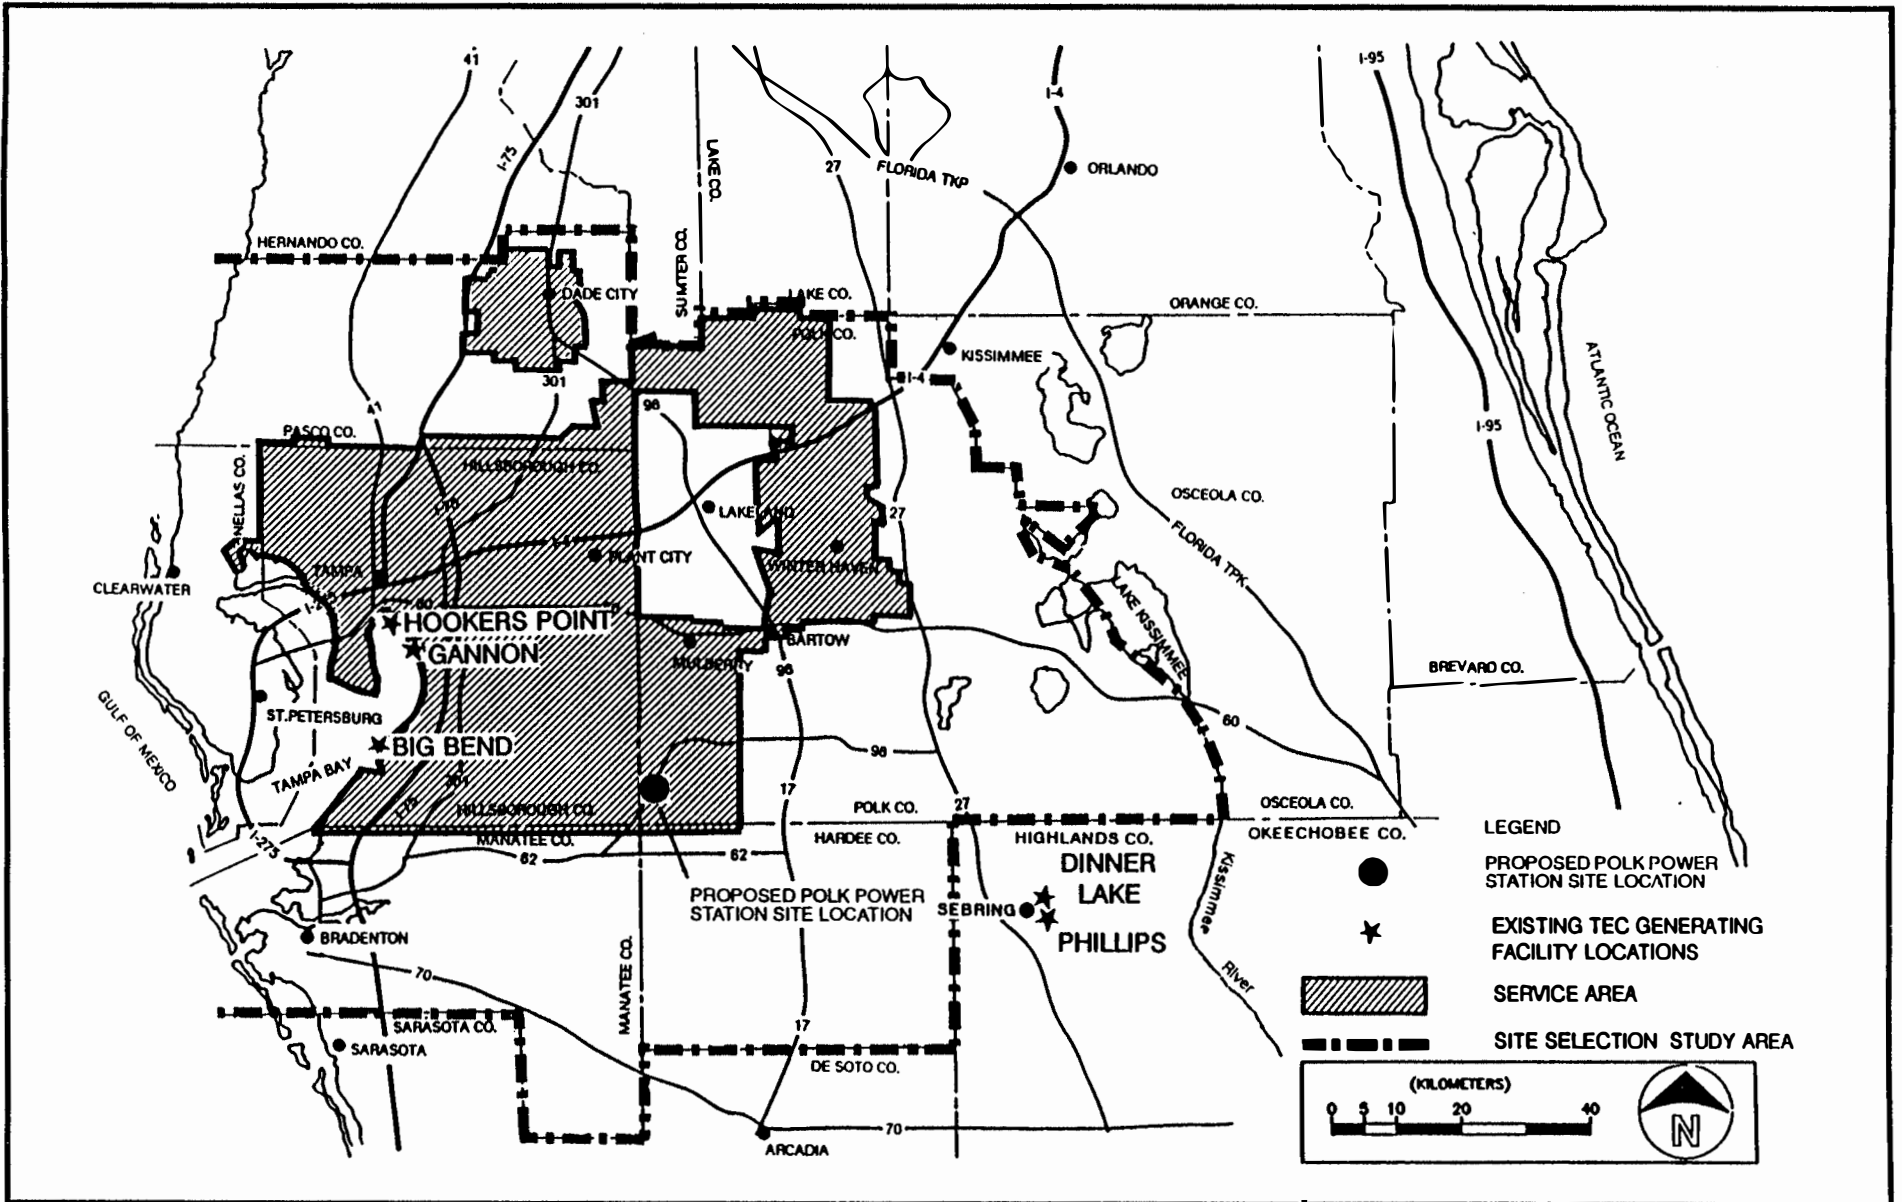 41
301
I-75
LAKE CO.
SUMTER CO.
27
FLORIDA TKP
I-4
ORLANDO
I-95
HERNANDO CO.
DADE CITY
LAKE CO.
POLK CO.
ORANGE CO.
KISSIMMEE
I-4
301
41
98
PASCO CO.
HILLSBOROUGH CO.
NELLAS CO.
I-75
I-4
LAKELAND
PLANT CITY
27
WINTER HAVEN
OSCEOLA CO.
FLORIDA TPK
I-95
ATLANTIC OCEAN
CLEARWATER
TAMPA
I-275
60
HOOKERS POINT
GANNON
MULBERRY
BARTOW
98
LAKE KISSIMMEE
BREVARD CO.
60
GULF OF MEXICO
ST.PETERSBURG
BIG BEND
TAMPA BAY
301
I-75
98
17
HILLSBOROUGH CO.
MANATEE CO.
POLK CO.
HARDEE CO.
27
HIGHLANDS CO.
OSCEOLA CO.
OKEECHOBEE CO.
I-275
62
62
PROPOSED POLK POWER
STATION SITE LOCATION
DINNER
LAKE
SEBRING
PHILLIPS
Kissimmee
River
BRADENTON
70
MANATEE CO.
SARASOTA CO.
SARASOTA
17
DE SOTO CO.
70
ARCADIA
LEGEND
PROPOSED POLK POWER
STATION SITE LOCATION
EXISTING TEC GENERATING
FACILITY LOCATIONS
SERVICE AREA
SITE SELECTION STUDY AREA
(KILOMETERS)
0 5 10 20 40
N